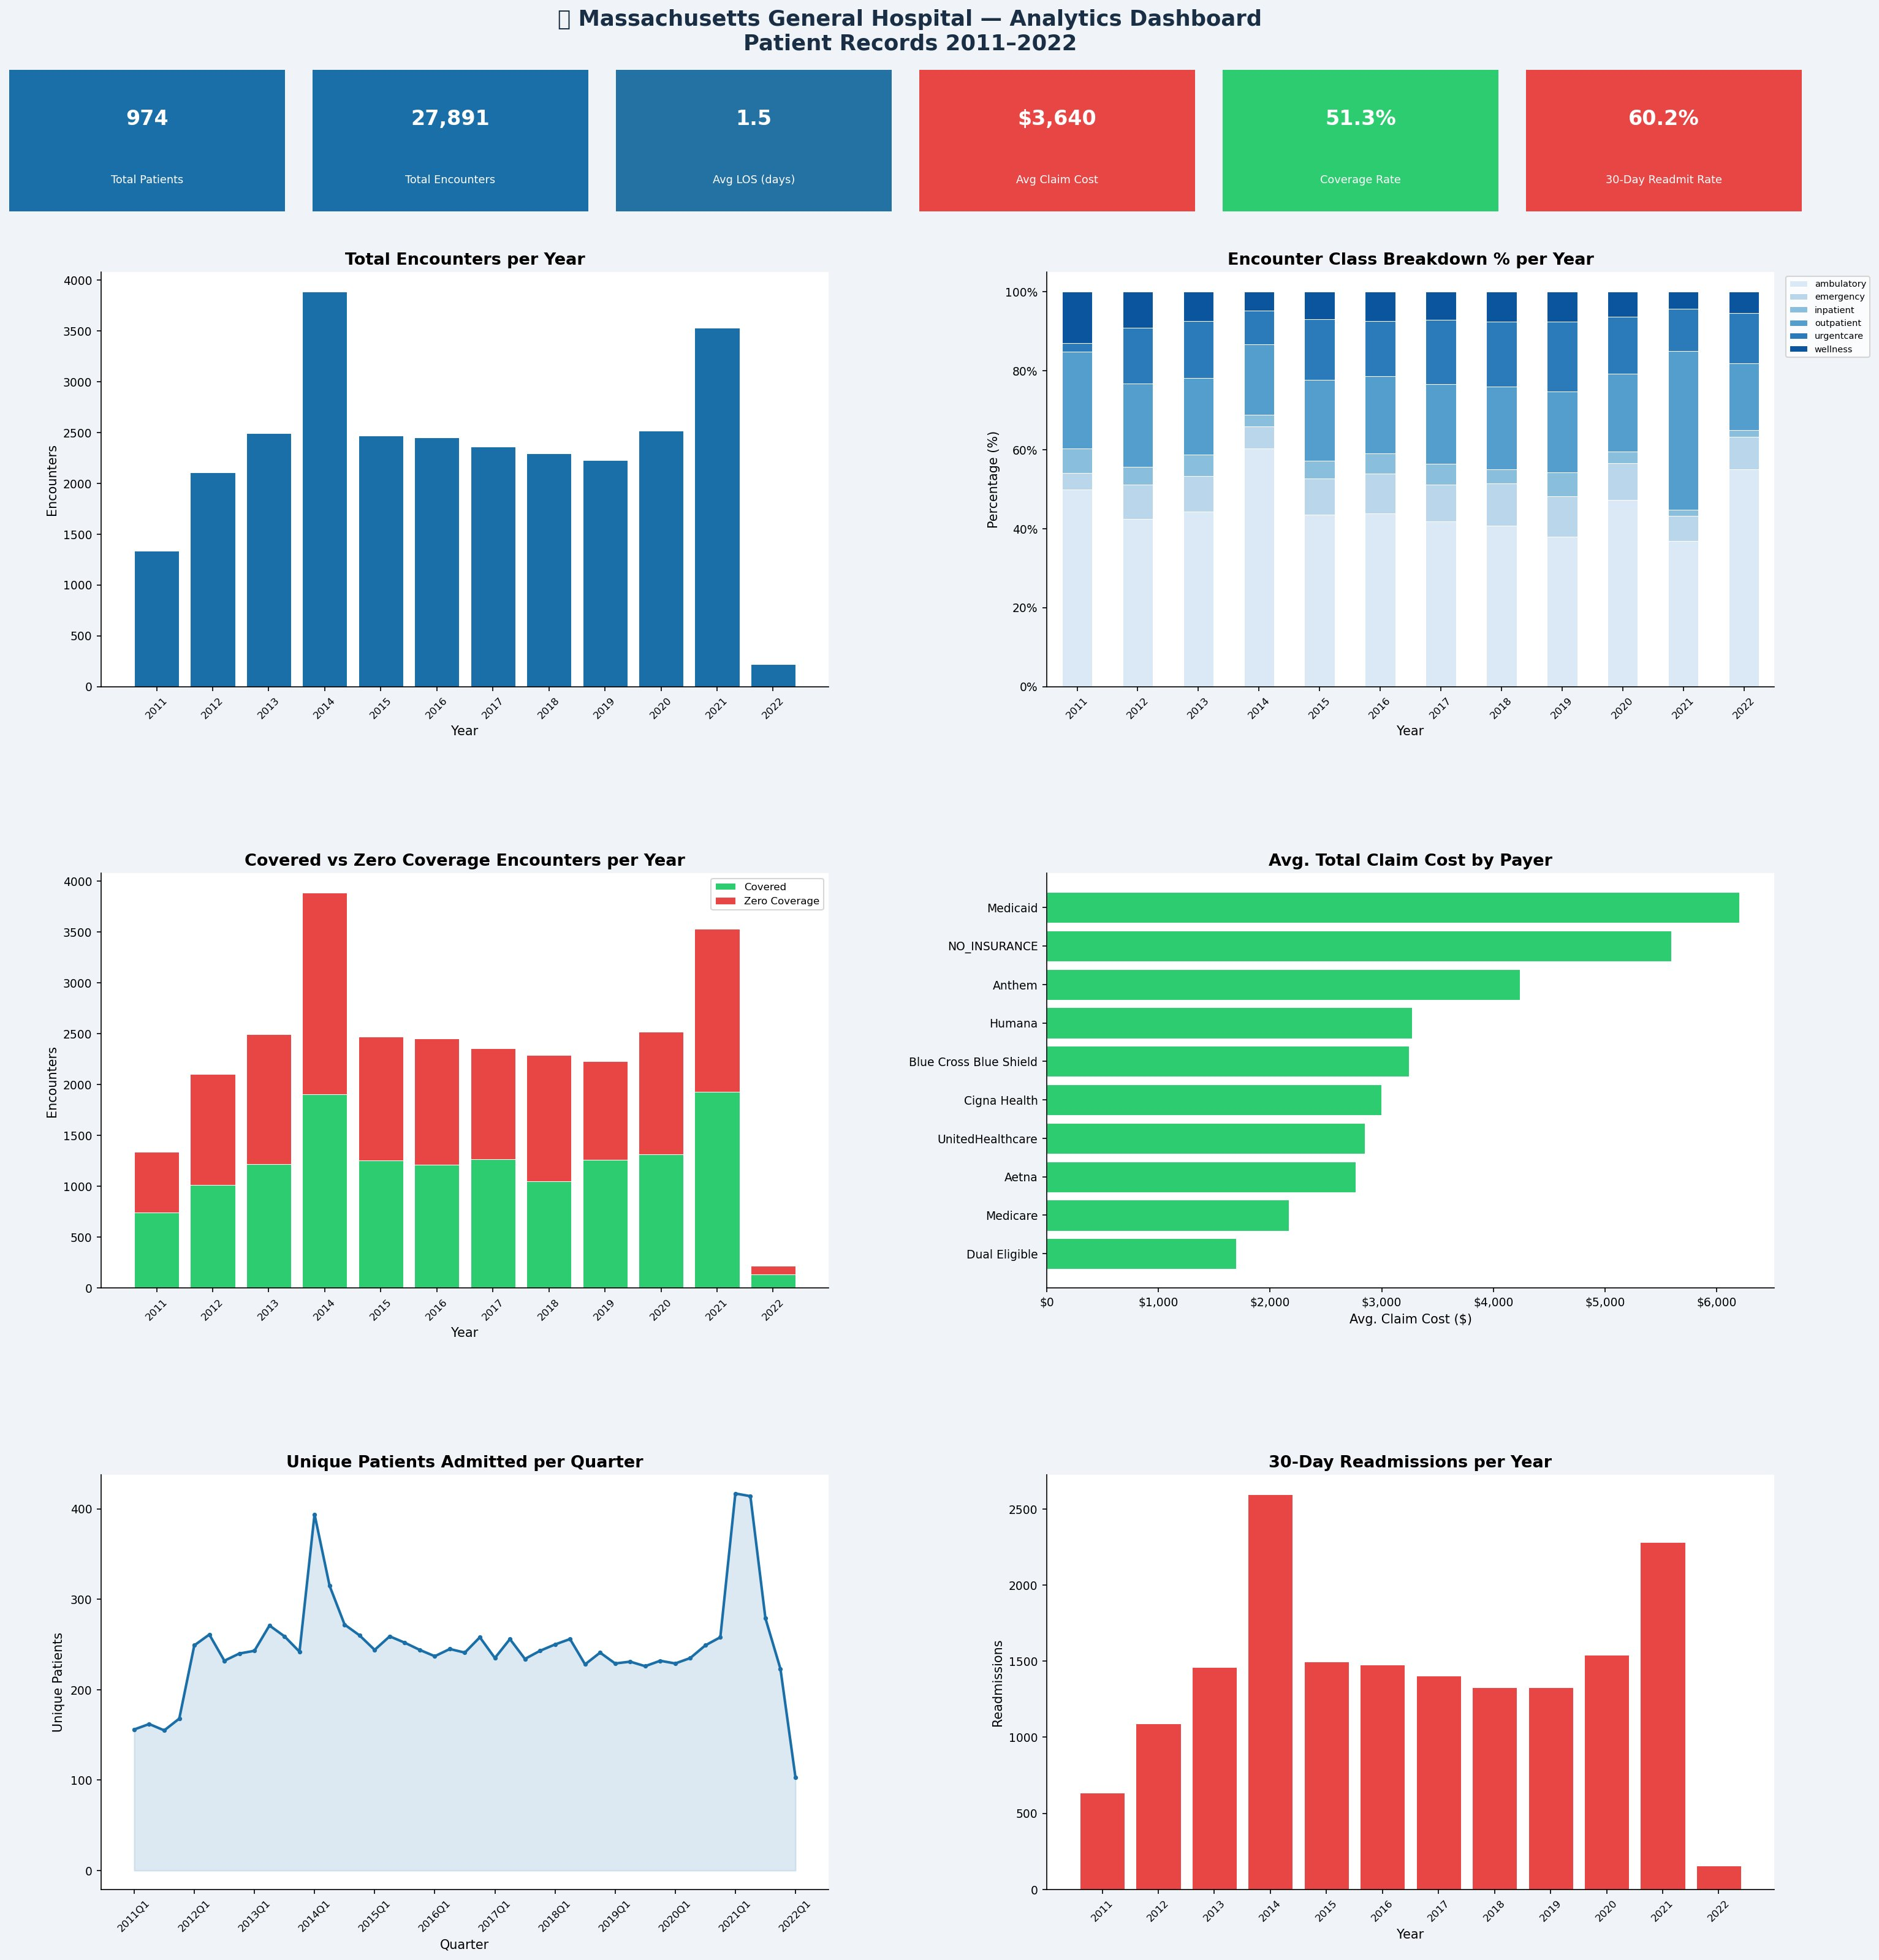 Massachusetts General Hospital — Analytics Dashboard
Patient Records 2011–2022
974
Total Patients
27,891
Total Encounters
1.5
Avg LOS (days)
$3,640
Avg Claim Cost
51.3%
Coverage Rate
60.2%
30-Day Readmit Rate
Total Encounters per Year
Encounters
4000
3500
3000
2500
2000
1500
1000
500
0
2011
2012
2013
2014
2015
2016
2017
2018
2019
2020
2021
2022
Year
Encounter Class Breakdown % per Year
Percentage (%)
100%
80%
60%
40%
20%
0%
2011
2012
2013
2014
2015
2016
2017
2018
2019
2020
2021
2022
Year
ambulatory
emergency
inpatient
outpatient
urgentcare
wellness
Covered vs Zero Coverage Encounters per Year
Covered
Zero Coverage
Encounters
4000
3500
3000
2500
2000
1500
1000
500
0
2011
2012
2013
2014
2015
2016
2017
2018
2019
2020
2021
2022
Year
Avg. Total Claim Cost by Payer
Medicaid
NO_INSURANCE
Anthem
Humana
Blue Cross Blue Shield
Cigna Health
UnitedHealthcare
Aetna
Medicare
Dual Eligible
$0
$1,000
$2,000
$3,000
$4,000
$5,000
$6,000
Avg. Claim Cost ($)
Unique Patients Admitted per Quarter
Unique Patients
400
300
200
100
0
2011Q1
2012Q1
2013Q1
2014Q1
2015Q1
2016Q1
2017Q1
2018Q1
2019Q1
2020Q1
2021Q1
2022Q1
Quarter
30-Day Readmissions per Year
Readmissions
2500
2000
1500
1000
500
0
2011
2012
2013
2014
2015
2016
2017
2018
2019
2020
2021
2022
Year